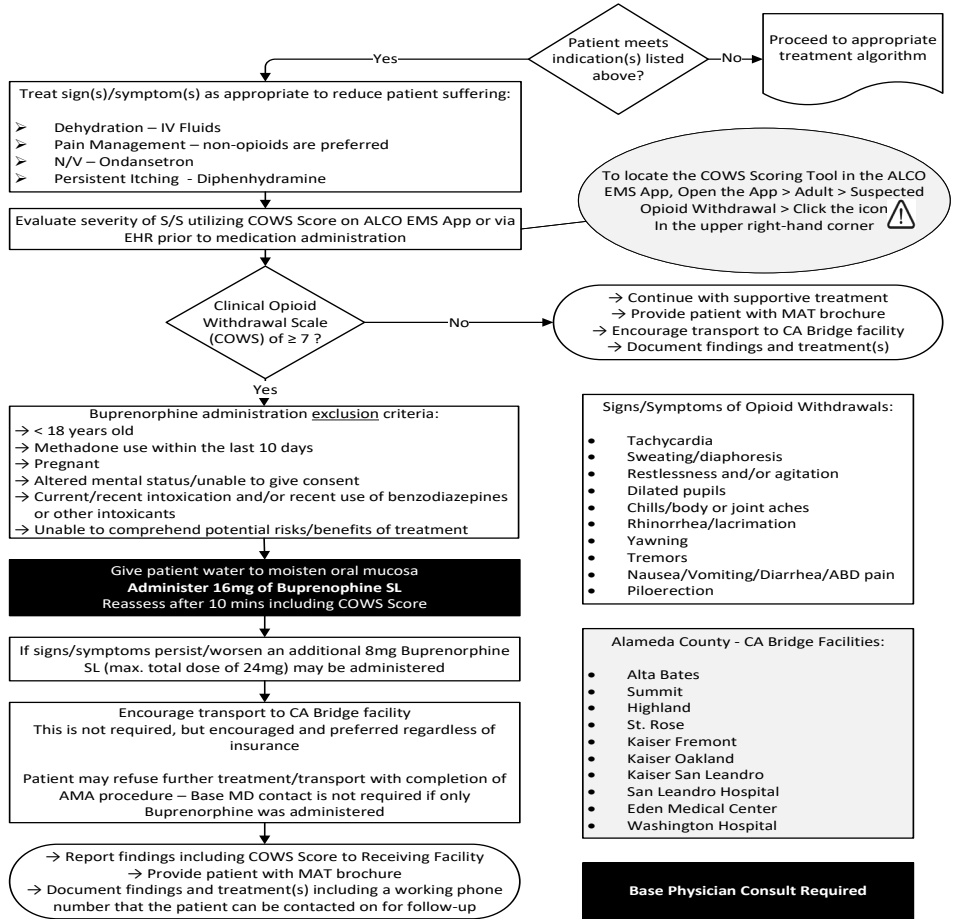 Patient meets
indication(s) listed
above?
Yes
No
Proceed to appropriate
treatment algorithm
Treat sign(s)/symptom(s) as appropriate to reduce patient suffering:
➢ Dehydration – IV Fluids
➢ Pain Management – non-opioids are preferred
➢ N/V – Ondansetron
➢ Persistent Itching - Diphenhydramine
To locate the COWS Scoring Tool in the ALCO
EMS App, Open the App > Adult > Suspected
Opioid Withdrawal > Click the icon
In the upper right-hand corner
Evaluate severity of S/S utilizing COWS Score on ALCO EMS App or via
EHR prior to medication administration
Clinical Opioid
Withdrawal Scale
(COWS) of ≥ 7 ?
No
→ Continue with supportive treatment
→ Provide patient with MAT brochure
→ Encourage transport to CA Bridge facility
→ Document findings and treatment(s)
Yes
Buprenorphine administration exclusion criteria:
→ < 18 years old
→ Methadone use within the last 10 days
→ Pregnant
→ Altered mental status/unable to give consent
→ Current/recent intoxication and/or recent use of benzodiazepines
or other intoxicants
→ Unable to comprehend potential risks/benefits of treatment
Give patient water to moisten oral mucosa
Administer 16mg of Buprenophine SL
Reassess after 10 mins including COWS Score
If signs/symptoms persist/worsen an additional 8mg Buprenorphine
SL (max. total dose of 24mg) may be administered
Encourage transport to CA Bridge facility
This is not required, but encouraged and preferred regardless of
insurance
Patient may refuse further treatment/transport with completion of
AMA procedure – Base MD contact is not required if only
Buprenorphine was administered
→ Report findings including COWS Score to Receiving Facility
→ Provide patient with MAT brochure
→ Document findings and treatment(s) including a working phone
number that the patient can be contacted on for follow-up
Signs/Symptoms of Opioid Withdrawals:
• Tachycardia
• Sweating/diaphoresis
• Restlessness and/or agitation
• Dilated pupils
• Chills/body or joint aches
• Rhinorrhea/lacrimation
• Yawning
• Tremors
• Nausea/Vomiting/Diarrhea/ABD pain
• Piloerection
Alameda County - CA Bridge Facilities:
• Alta Bates
• Summit
• Highland
• St. Rose
• Kaiser Fremont
• Kaiser Oakland
• Kaiser San Leandro
• San Leandro Hospital
• Eden Medical Center
• Washington Hospital
Base Physician Consult Required